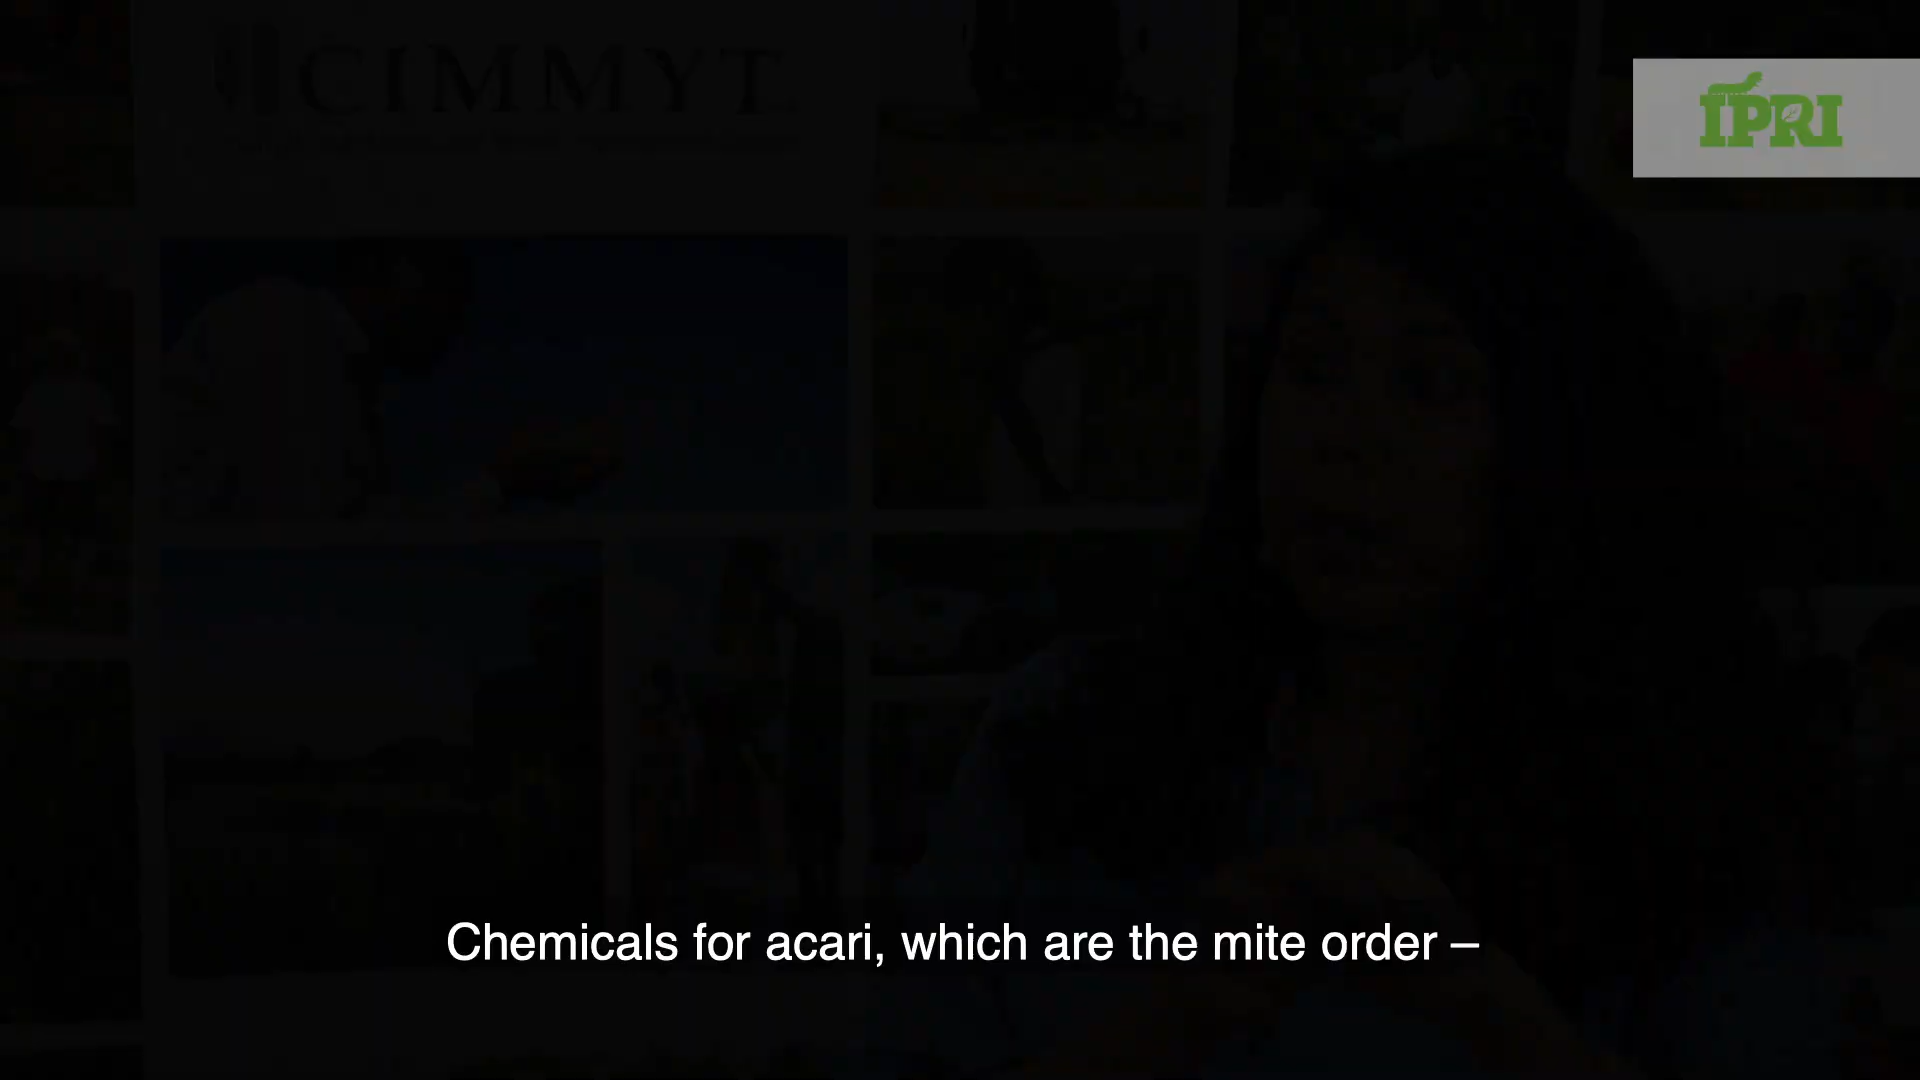 CIMMYT
IPRI
Chemicals for acari, which are the mite order –